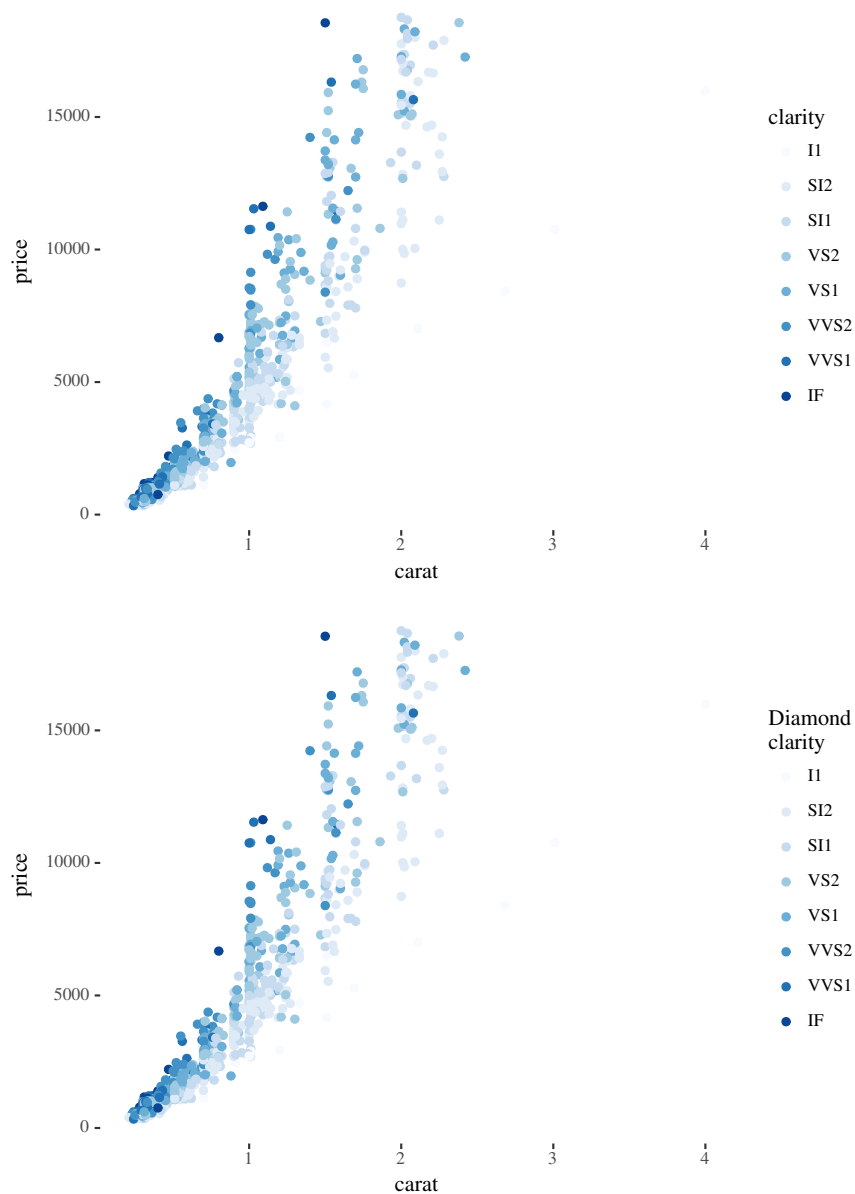 15000
10000
5000
0
price
1
2
3
4
carat
clarity
I1
SI2
SI1
VS2
VS1
VVS2
VVS1
IF
15000
10000
5000
0
price
1
2
3
4
carat
Diamond
clarity
I1
SI2
SI1
VS2
VS1
VVS2
VVS1
IF